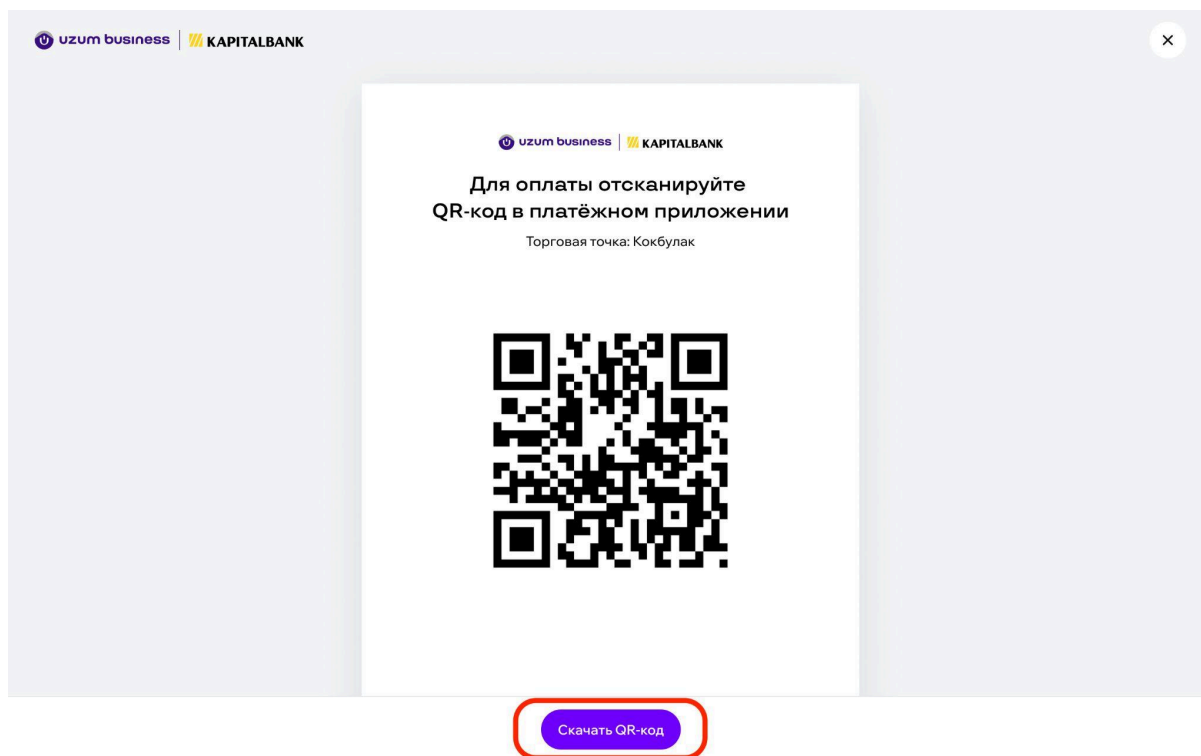 uzum business | KAPITALBANK
uzum business | KAPITALBANK
Для оплаты отсканируйте
QR-код в платёжном приложении
Торговая точка: Кокбулак
Скачать QR-код